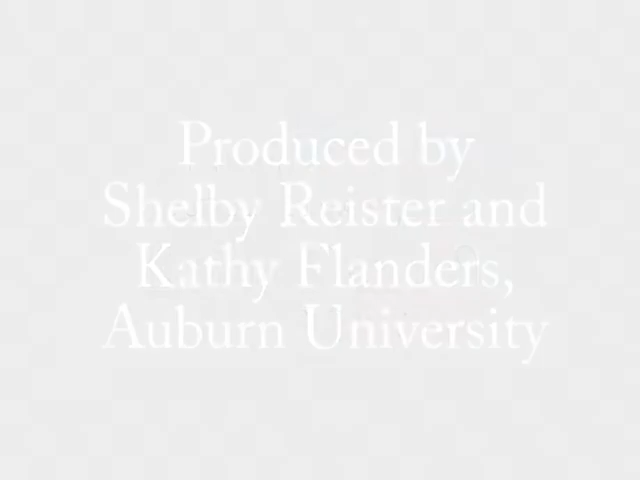 Produced by
Shelby Reister and
Kathy Flanders,
Auburn University